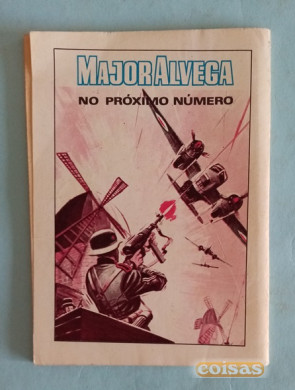 MAJOR ALVEGA
NO PRÓXIMO NÚMERO
coisas